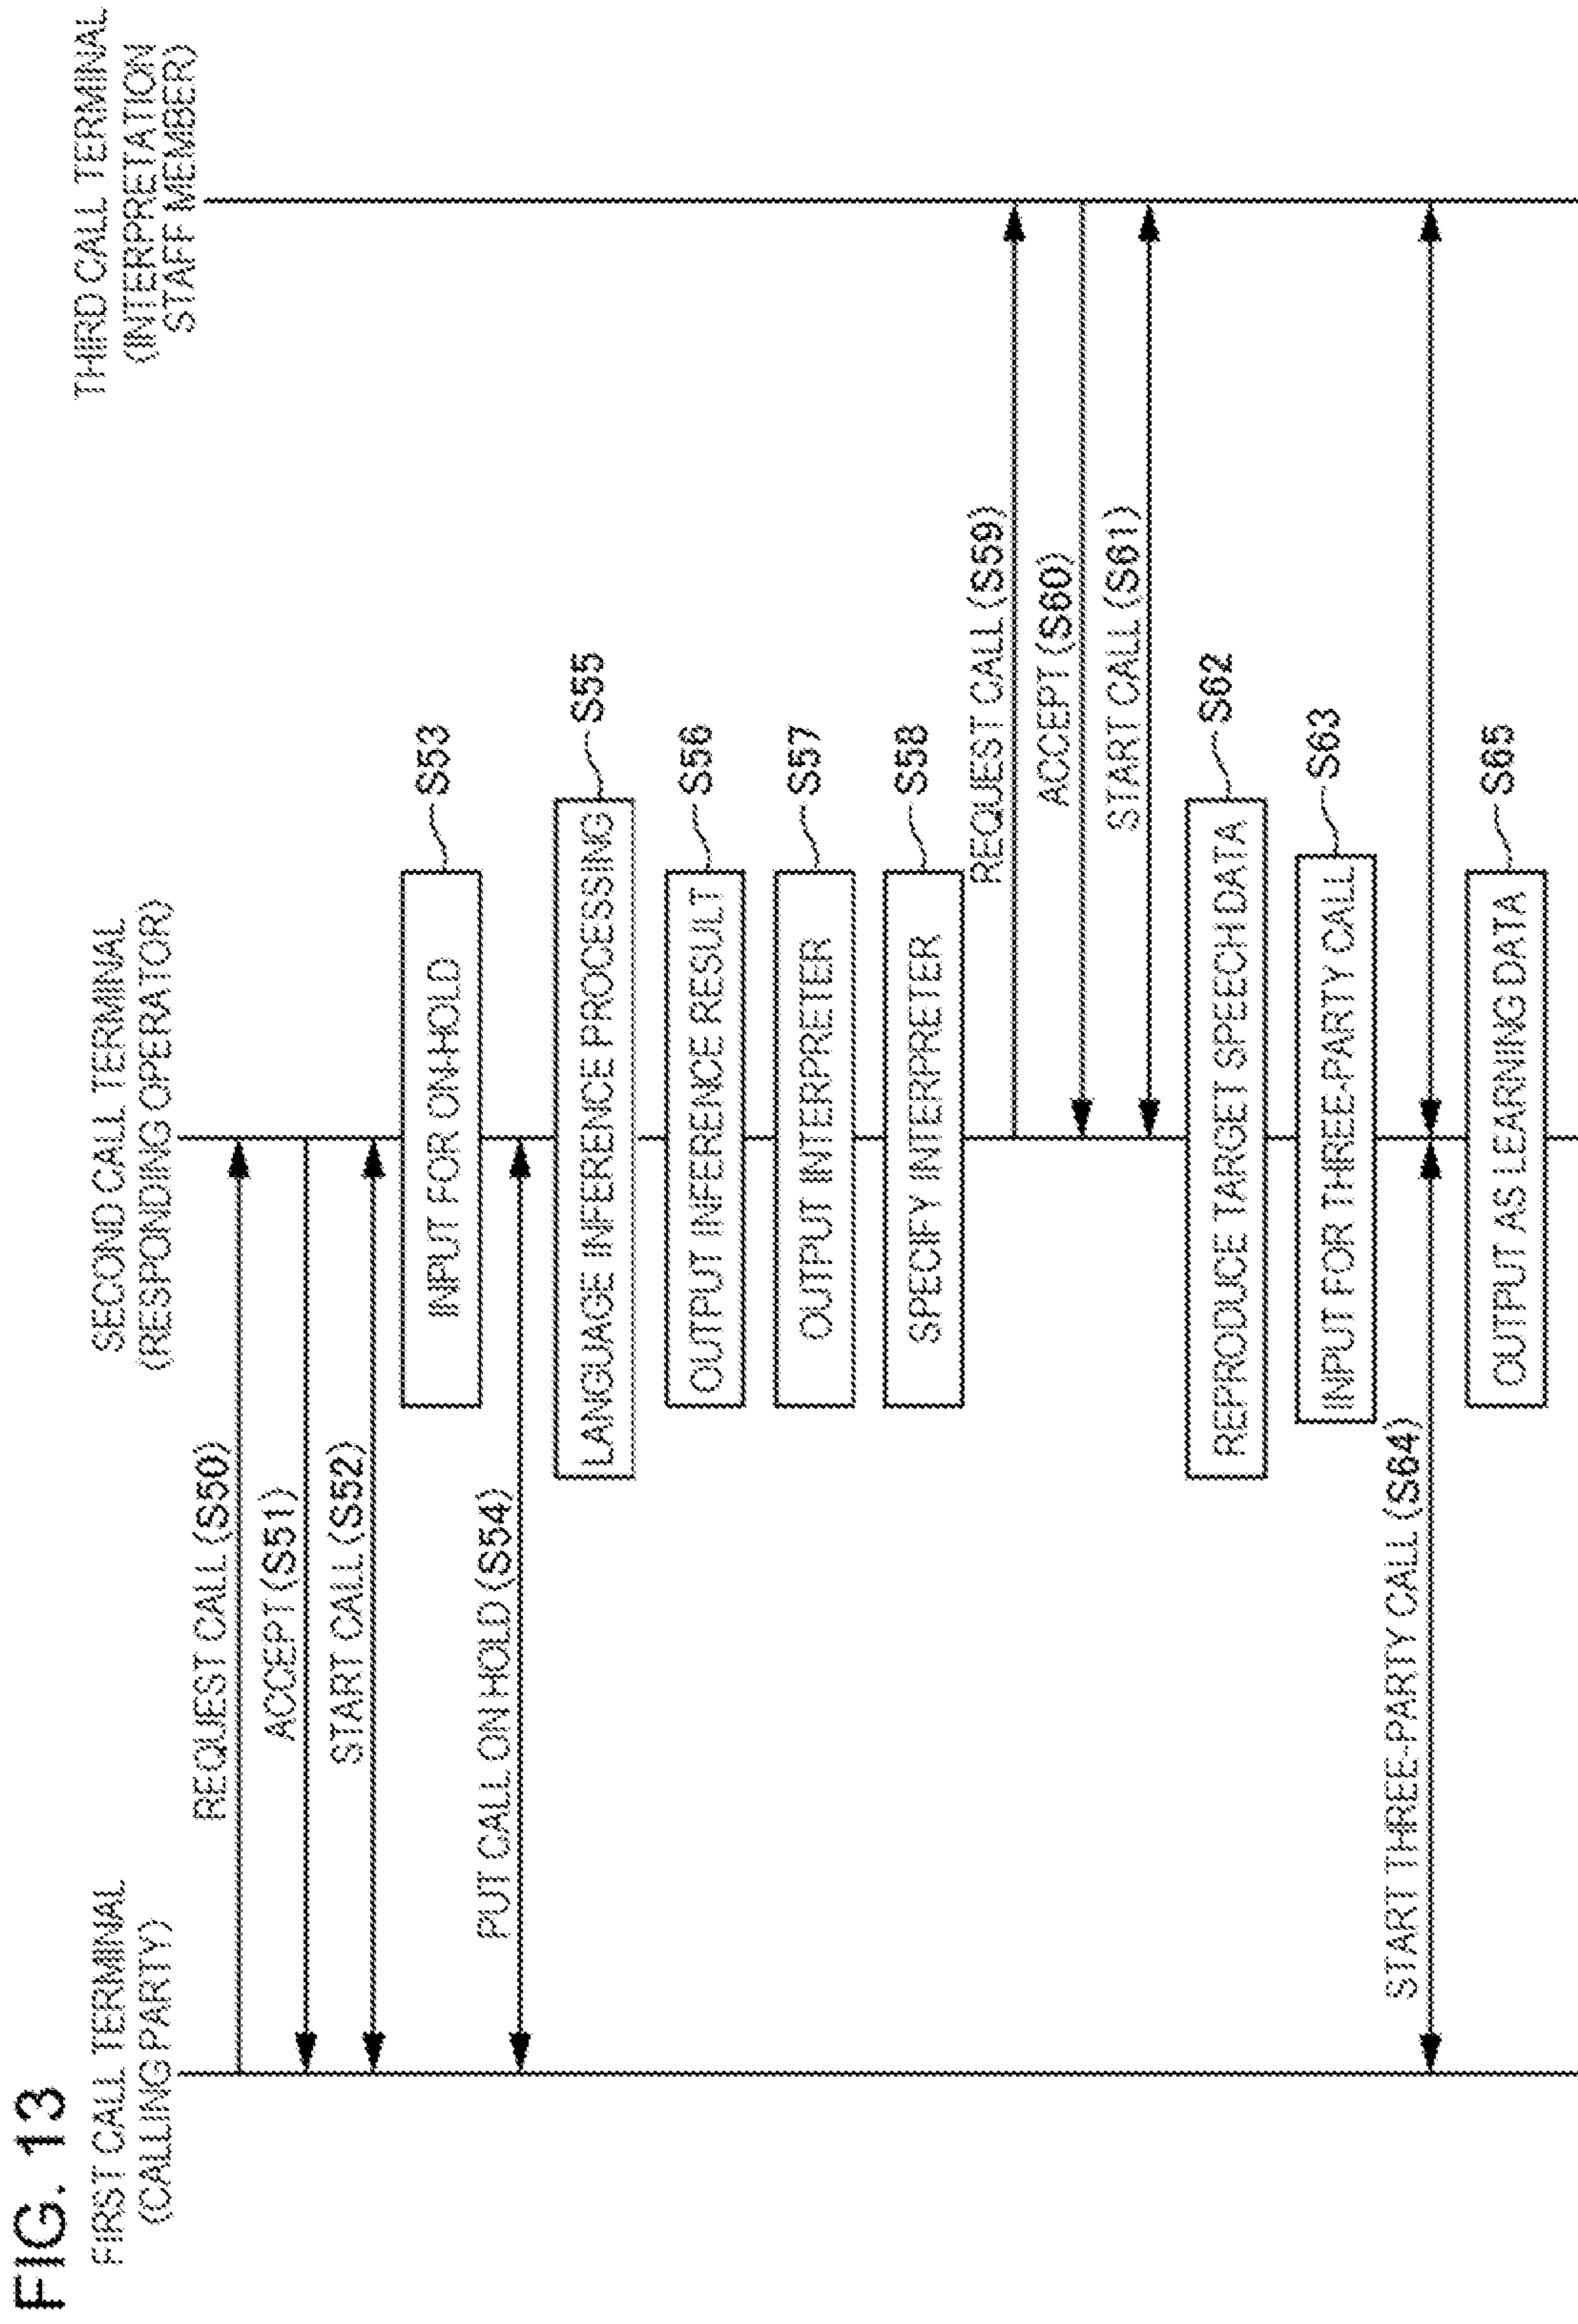 FIG. 13
FIRST CALL TERMINAL
(CALLING PARTY)
SECOND CALL TERMINAL
(RESPONDING OPERATOR)
THIRD CALL TERMINAL
(INTERPRETATION
STAFF MEMBER)
REQUEST CALL (S50)
ACCEPT (S51)
START CALL (S52)
INPUT FOR ON-HOLD
S53
PUT CALL ON HOLD (S54)
LANGUAGE INFERENCE PROCESSING
S55
OUTPUT INFERENCE RESULT
S56
OUTPUT INTERPRETER
S57
SPECIFY INTERPRETER
S58
REQUEST CALL (S59)
ACCEPT (S60)
START CALL (S61)
REPRODUCE TARGET SPEECH DATA
S62
INPUT FOR THREE-PARTY CALL
S63
START THREE-PARTY CALL (S64)
OUTPUT AS LEARNING DATA
S65